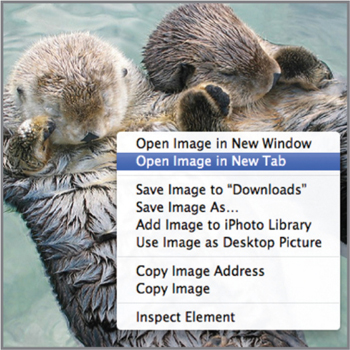 Open Image in New Window
Open Image in New Tab
Save Image to “Downloads”
Save Image As…
Add Image to iPhoto Library
Use Image as Desktop Picture
Copy Image Address
Copy Image
Inspect Element